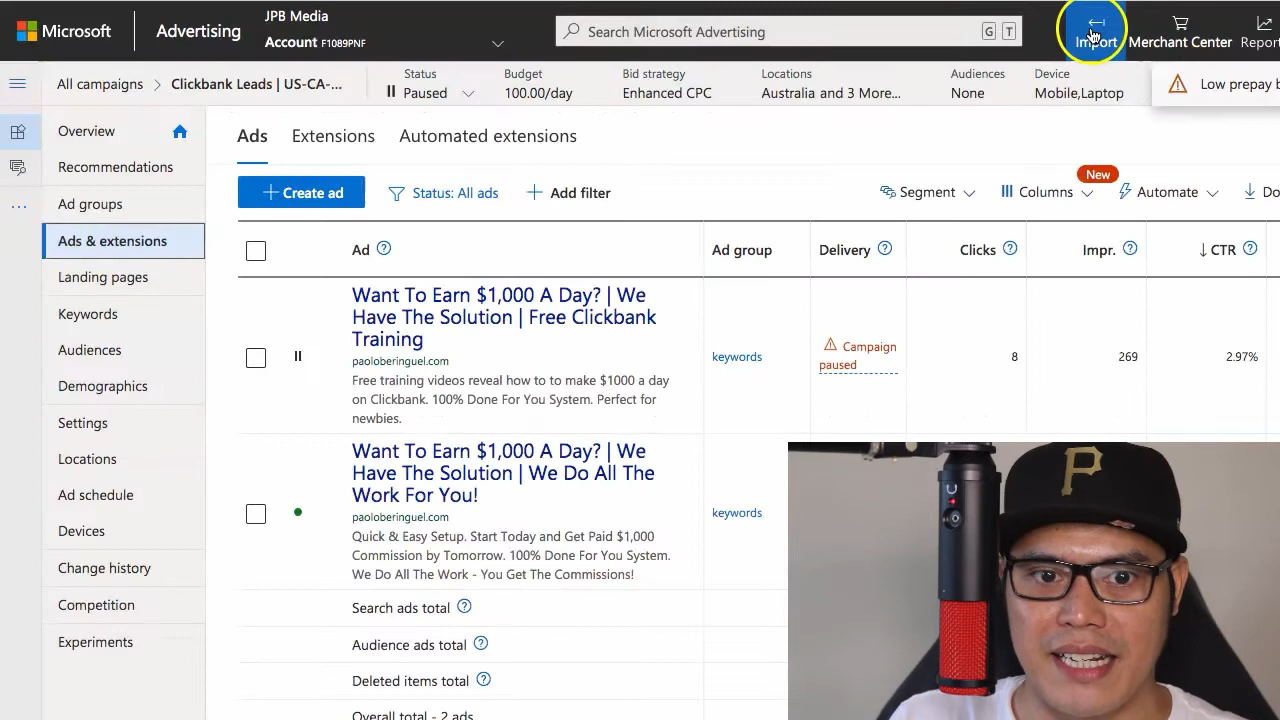 Microsoft
Advertising
JPB Media
Account F1089PNF
Search Microsoft Advertising
G T
Import
Merchant Center
Report
All campaigns
Clickbank Leads | US-CA-...
Status
Paused
Budget
100.00/day
Bid strategy
Enhanced CPC
Locations
Australia and 3 More...
Audiences
None
Device
Mobile,Laptop
Low prepay b
Overview
Recommendations
Ad groups
Ads & extensions
Landing pages
Keywords
Audiences
Demographics
Settings
Locations
Ad schedule
Devices
Change history
Competition
Experiments
Ads
Extensions
Automated extensions
Create ad
Status: All ads
Add filter
Segment
Columns
New
Automate
Do
Ad
Ad group
Delivery
Clicks
Impr.
CTR
Want To Earn $1,000 A Day? | We
Have The Solution | Free Clickbank
Training
paoloberinguel.com
Free training videos reveal how to to make $1000 a day
on Clickbank. 100% Done For You System. Perfect for
newbies.
keywords
Campaign
paused
8
269
2.97%
Want To Earn $1,000 A Day? | We
Have The Solution | We Do All The
Work For You!
paoloberinguel.com
Quick & Easy Setup. Start Today and Get Paid $1,000
Commission by Tomorrow. 100% Done For You System.
We Do All The Work - You Get The Commissions!
keywords
Search ads total
Audience ads total
Deleted items total
Overall total - 2 ads
P